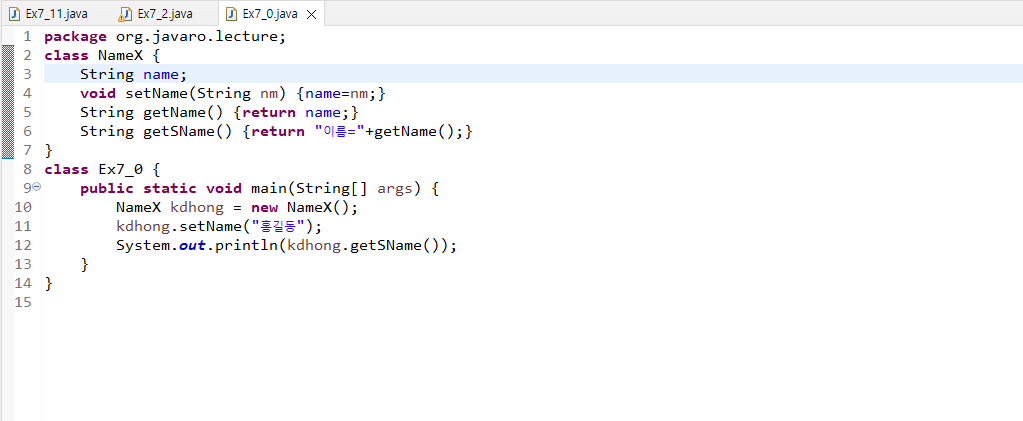 Ex7_11.java Ex7_2.java Ex7_0.java
1 package org.javaro.lecture;
2 class NameX {
3 String name;
4 void setName(String nm) {name=nm;}
5 String getName() {return name;}
6 String getSName() {return "이름="+getName();}
7 }
8 class Ex7_0 {
9 public static void main(String[] args) {
10 NameX kdhong = new NameX();
11 kdhong.setName("홍길동");
12 System.out.println(kdhong.getSName());
13 }
14 }
15